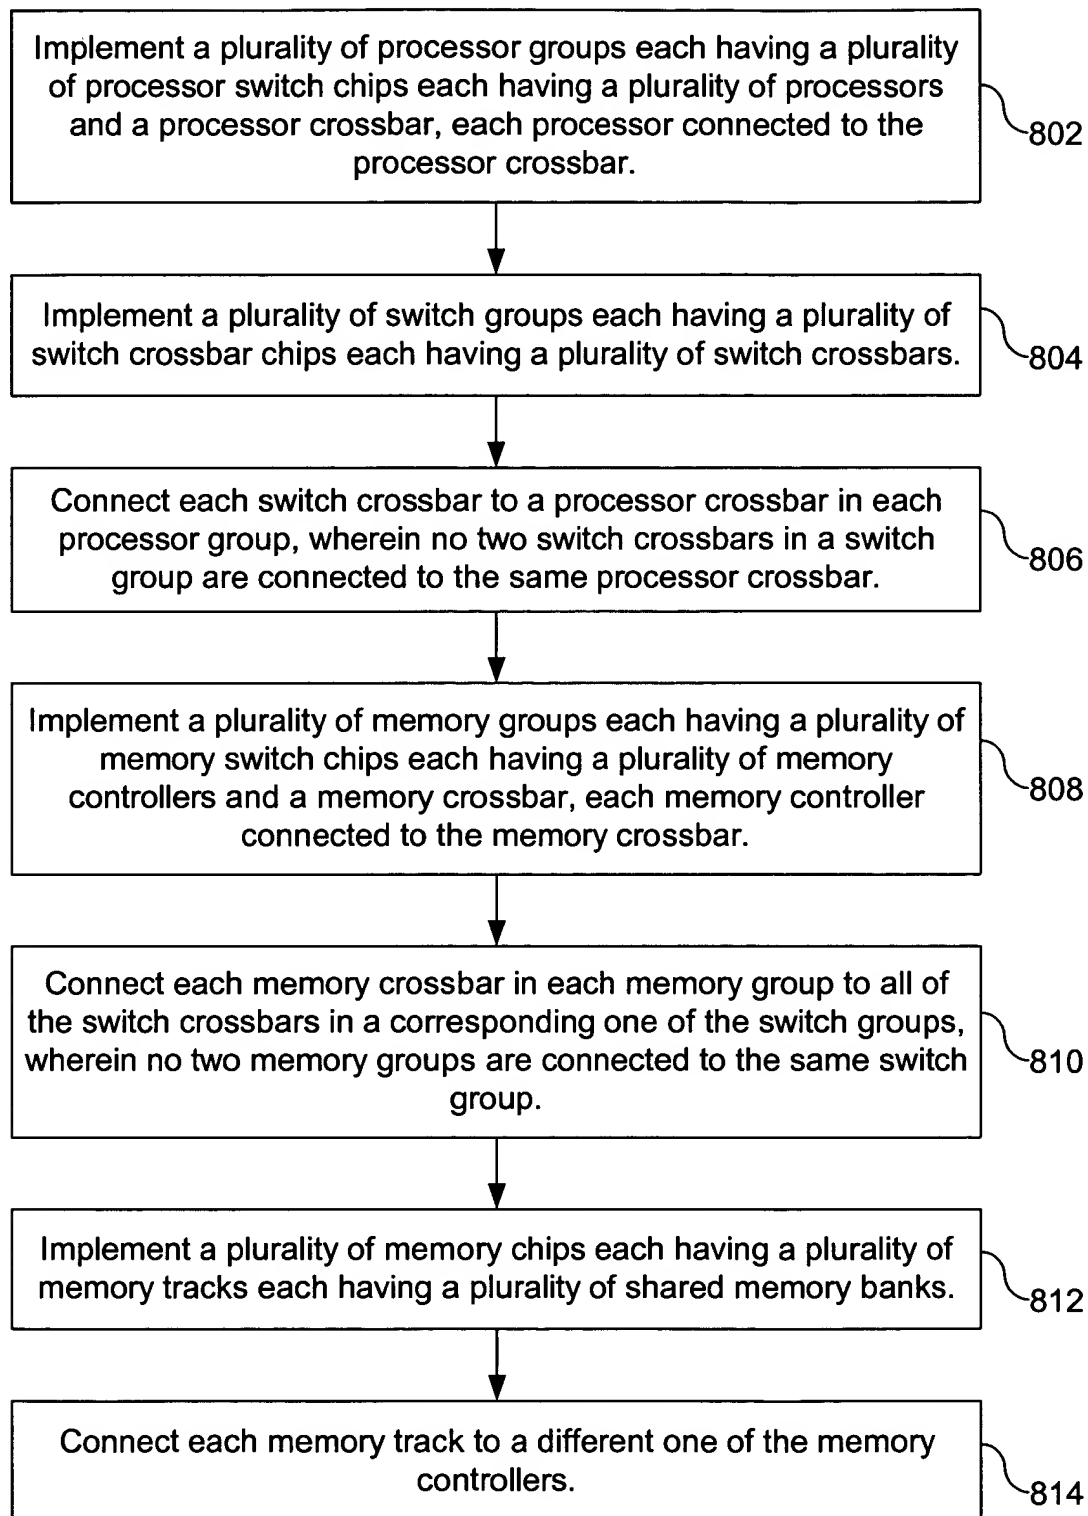 Implement a plurality of processor groups each having a plurality
of processor switch chips each having a plurality of processors
and a processor crossbar, each processor connected to the
processor crossbar.
802
Implement a plurality of switch groups each having a plurality of
switch crossbar chips each having a plurality of switch crossbars.
804
Connect each switch crossbar to a processor crossbar in each
processor group, wherein no two switch crossbars in a switch
group are connected to the same processor crossbar.
806
Implement a plurality of memory groups each having a plurality of
memory switch chips each having a plurality of memory
controllers and a memory crossbar, each memory controller
connected to the memory crossbar.
808
Connect each memory crossbar in each memory group to all of
the switch crossbars in a corresponding one of the switch groups,
wherein no two memory groups are connected to the same switch
group.
810
Implement a plurality of memory chips each having a plurality of
memory tracks each having a plurality of shared memory banks.
812
Connect each memory track to a different one of the memory
controllers.
814